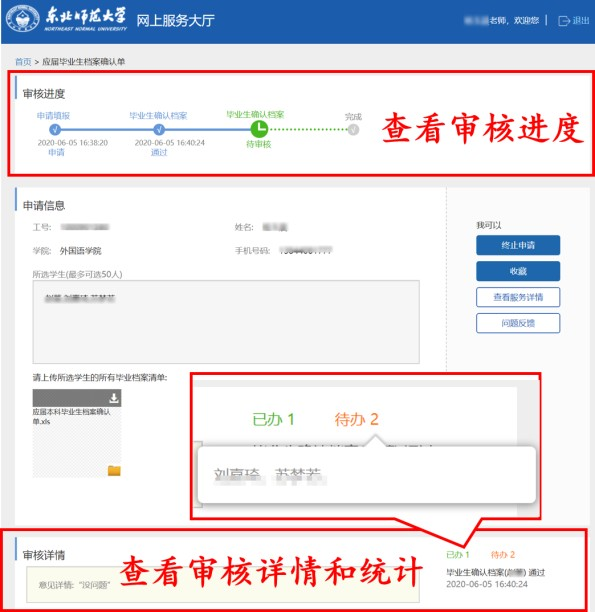 东北师范大学
NORTHEAST NORMAL UNIVERSITY
网上服务大厅
老师，欢迎您 | 退出
首页 > 应届毕业生档案确认单
审核进度
申请填报 毕业生确认档案 毕业生确认档案 完成
2020-06-05 16:38:20 2020-06-05 16:40:24 待审核
申请 通过
查看审核进度
申请信息
工号: 姓名:
学院: 外国语学院 手机号码:
所选学生(最多可选50人)
我可以
终止申请
收藏
查看服务详情
问题反馈
请上传所选学生的所有毕业档案清单:
应届本科毕业生档案确认
单.xls
已办 1 待办 2
审核详情
意见详情: "没问题"
查看审核详情和统计
已办 1 待办 2
毕业生确认档案( ) 通过
2020-06-05 16:40:24